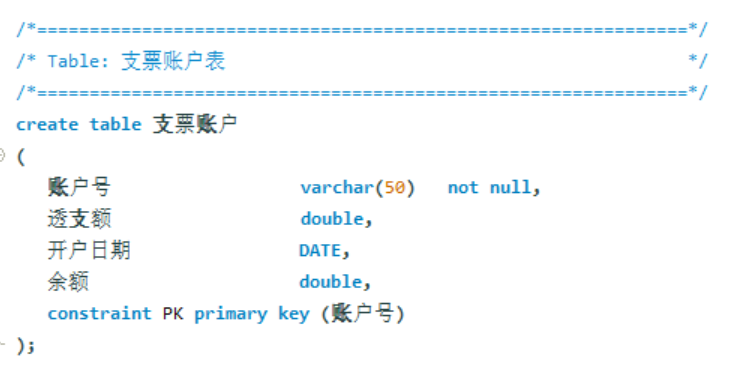 /*==============================================================*/
/* Table: 支票账户表                                            */
/*==============================================================*/
create table 支票账户
(
   账户号                  varchar(50)   not null,
   透支额                  double,
   开户日期                DATE,
   余额                    double,
   constraint PK primary key (账户号)
);